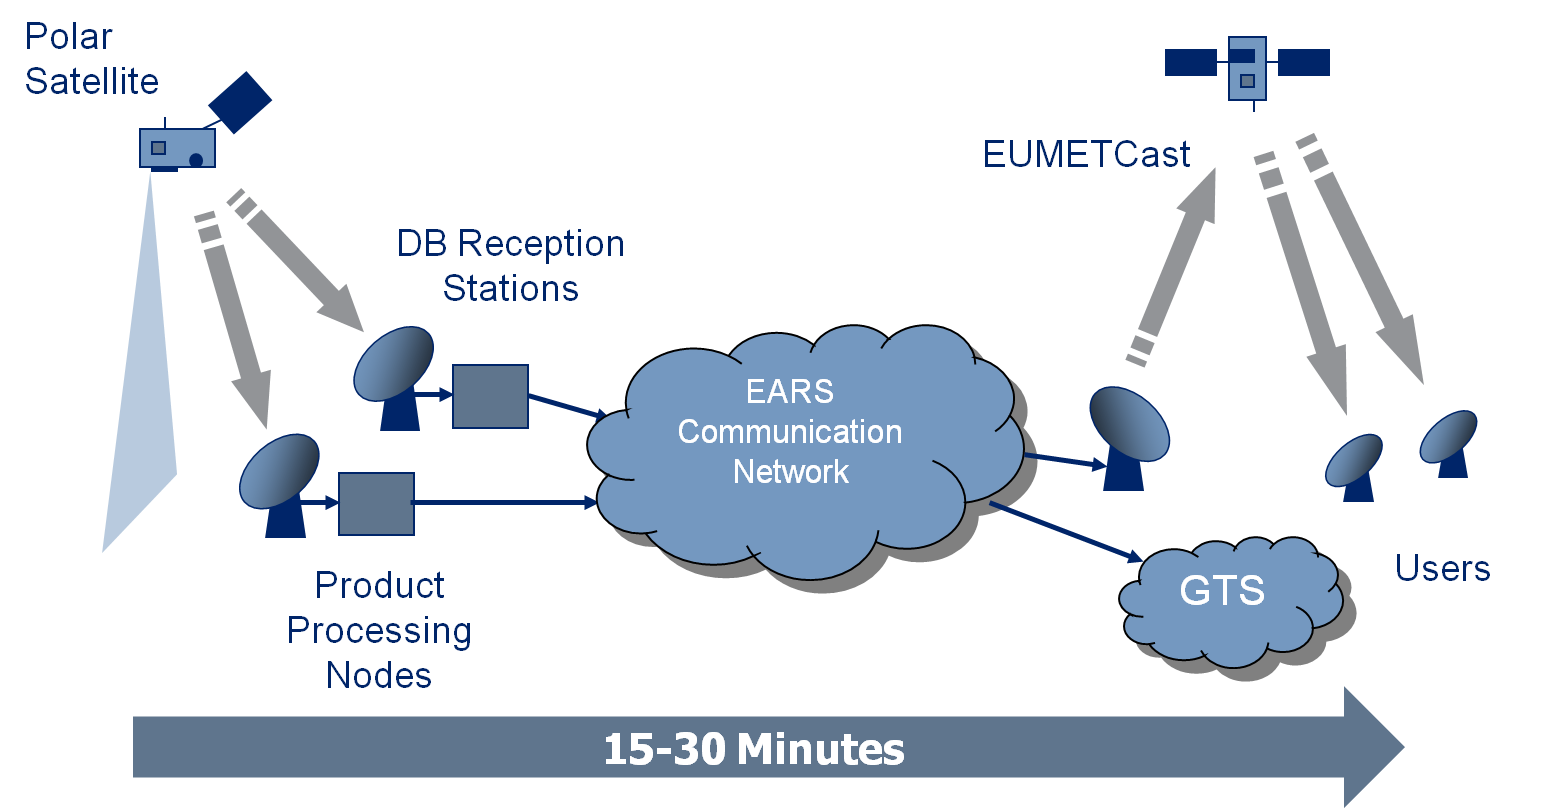 Polar
Satellite
EUMETCast
DB Reception
Stations
EARS
Communication
Network
Product
Processing
Nodes
GTS
Users
15-30 Minutes